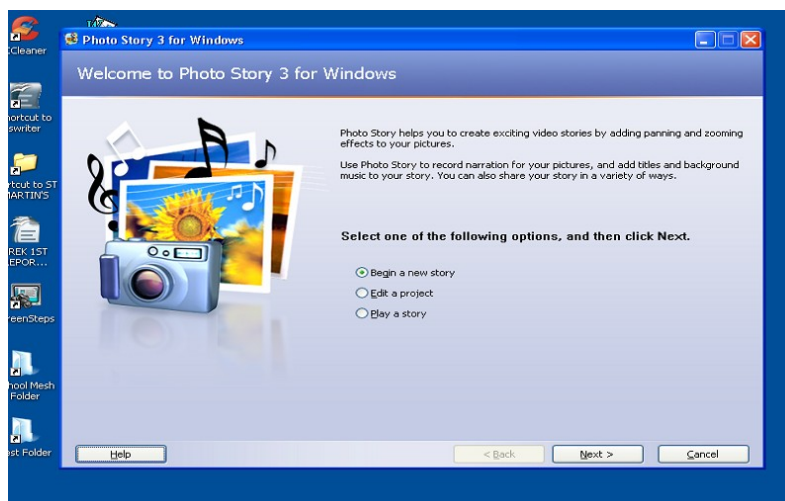 CCleaner
Photo Story 3 for Windows
Welcome to Photo Story 3 for Windows
ortcut to
swriter
Photo Story helps you to create exciting video stories by adding panning and zooming
effects to your pictures.
Use Photo Story to record narration for your pictures, and add titles and background
music to your story. You can also share your story in a variety of ways.
rtcut to ST
MARTIN'S
Select one of the following options, and then click Next.
REK 1ST
EPOR...
Begin a new story
Edit a project
Play a story
reenSteps
hool Mesh
Folder
est Folder
Help
< Back
Next >
Cancel